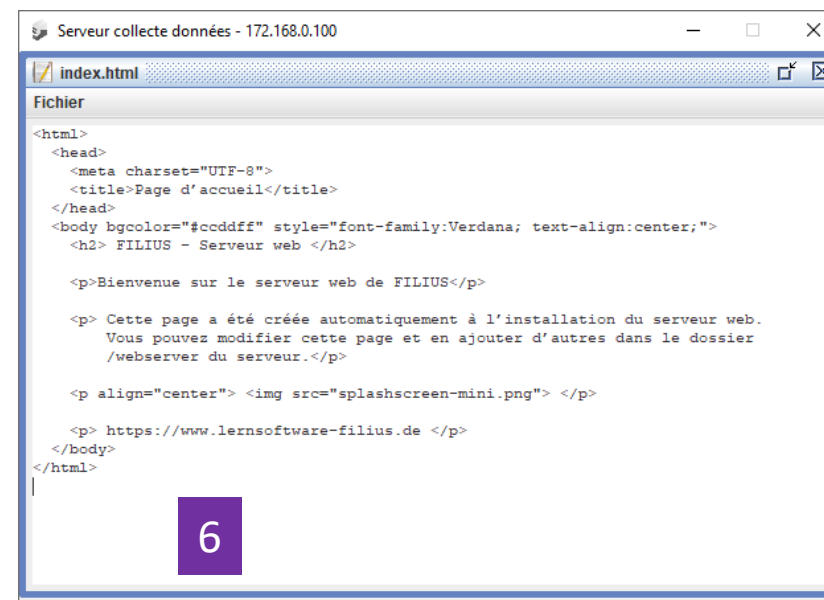 Serveur collecte données - 172.168.0.100
index.html
Fichier
<html>
  <head>
    <meta charset="UTF-8">
    <title>Page d’accueil</title>
  </head>
  <body bgcolor="#ccddff" style="font-family:Verdana; text-align:center;">
    <h2> FILIUS - Serveur web </h2>

    <p>Bienvenue sur le serveur web de FILIUS</p>

    <p> Cette page a été créée automatiquement à l’installation du serveur web.
        Vous pouvez modifier cette page et en ajouter d’autres dans le dossier
        /webserver du serveur.</p>

    <p align="center"> <img src="splashscreen-mini.png"> </p>

    <p> https://www.lernsoftware-filius.de </p>
  </body>
</html>
6